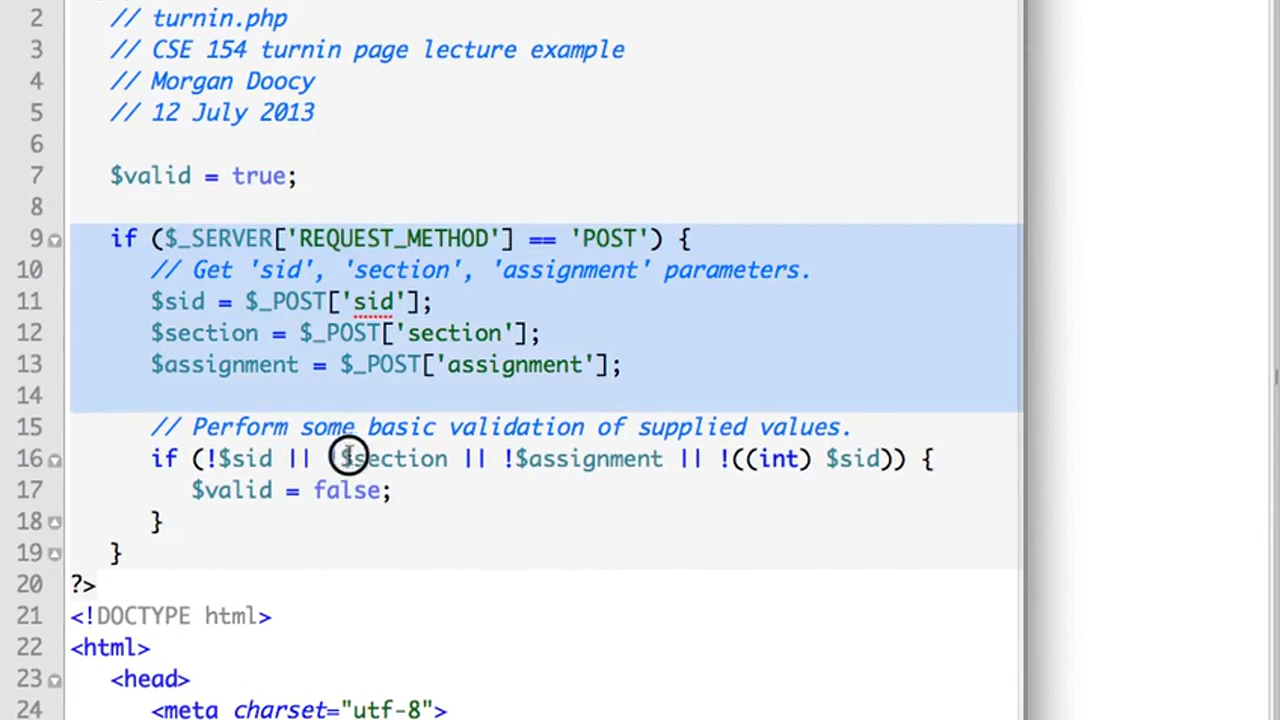 2 // turnin.php
3 // CSE 154 turnin page lecture example
4 // Morgan Doocy
5 // 12 July 2013
6
7 $valid = true;
8
9 if ($_SERVER['REQUEST_METHOD'] == 'POST') {
10 // Get 'sid', 'section', 'assignment' parameters.
11 $sid = $_POST['sid'];
12 $section = $_POST['section'];
13 $assignment = $_POST['assignment'];
14
15 // Perform some basic validation of supplied values.
16 if (!$sid || !$section || !$assignment || !((int) $sid)) {
17 $valid = false;
18 }
19 }
20 ?>
21 <!DOCTYPE html>
22 <html>
23 <head>
24 <meta charset="utf-8">